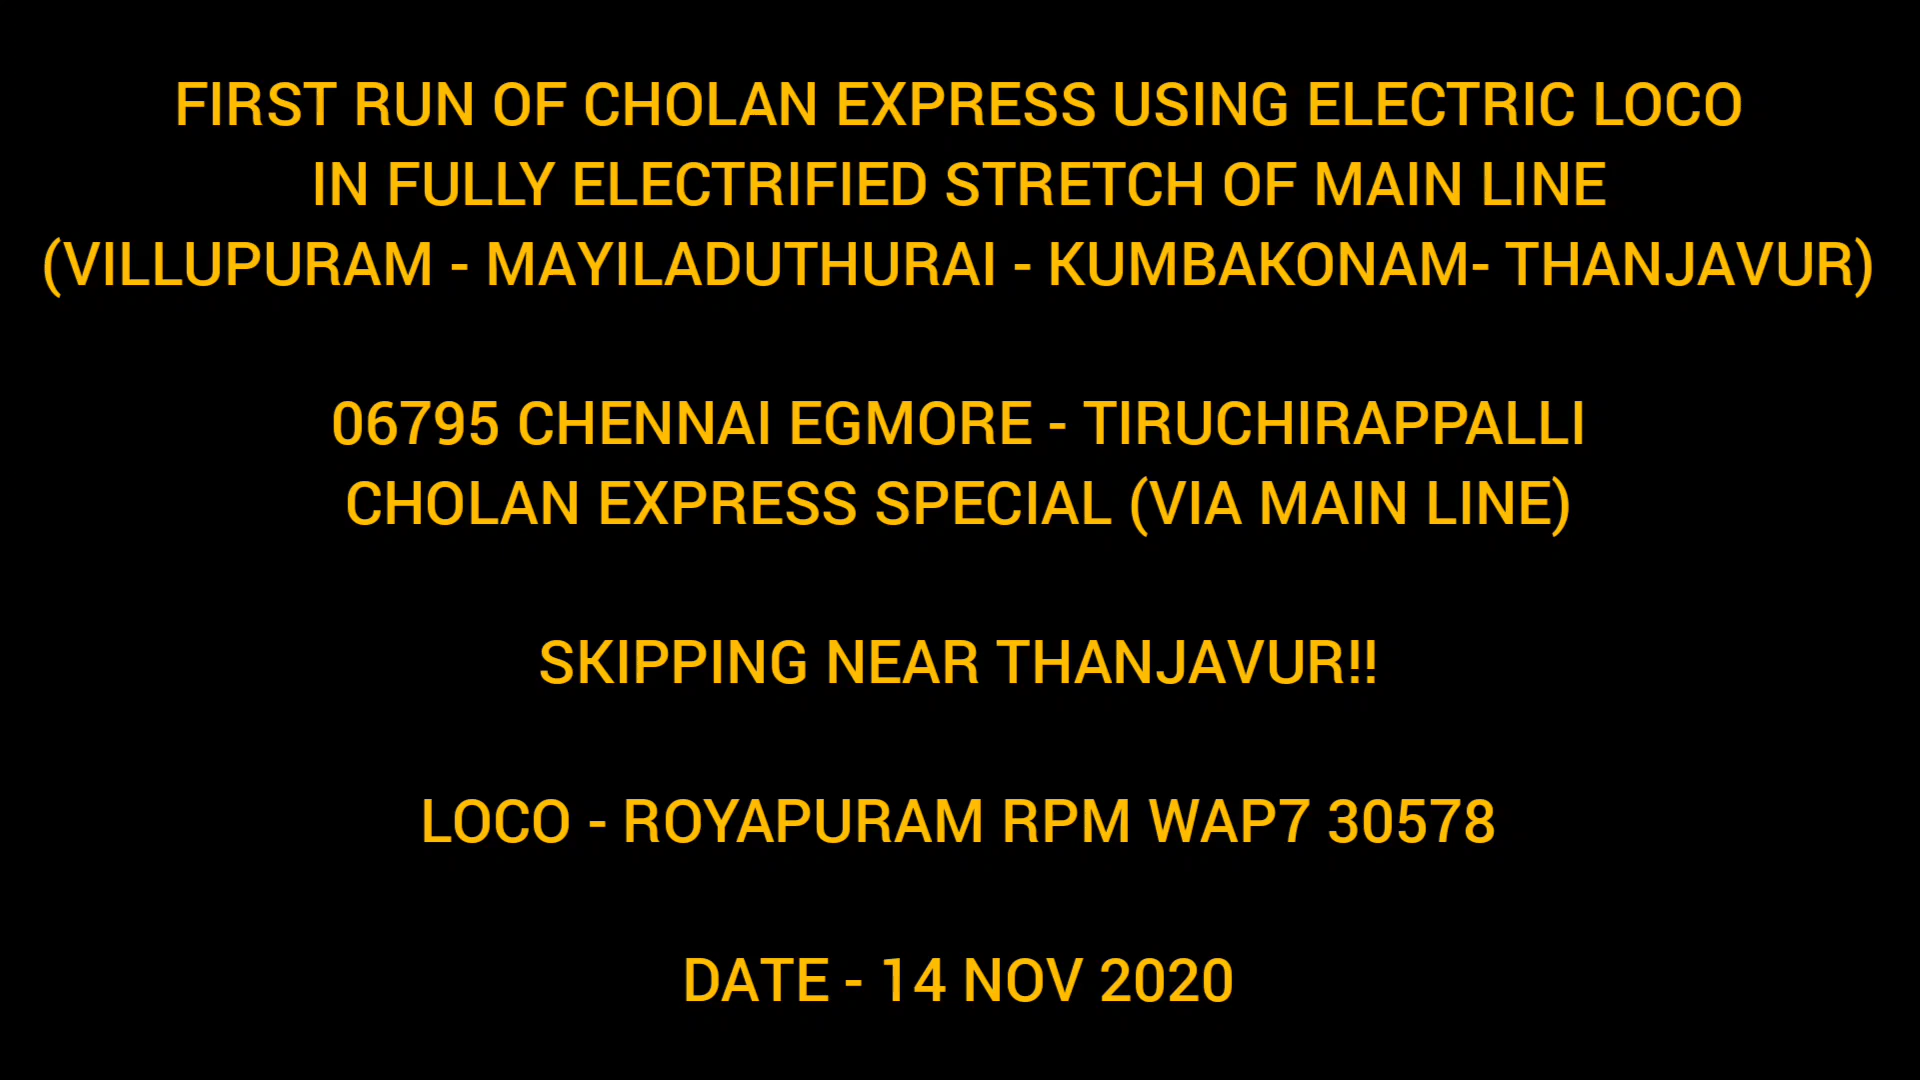 FIRST RUN OF CHOLAN EXPRESS USING ELECTRIC LOCO
IN FULLY ELECTRIFIED STRETCH OF MAIN LINE
(VILLUPURAM - MAYILADUTHURAI - KUMBAKONAM- THANJAVUR)
06795 CHENNAI EGMORE - TIRUCHIRAPPALLI
CHOLAN EXPRESS SPECIAL (VIA MAIN LINE)
SKIPPING NEAR THANJAVUR!!
LOCO - ROYAPURAM RPM WAP7 30578
DATE - 14 NOV 2020